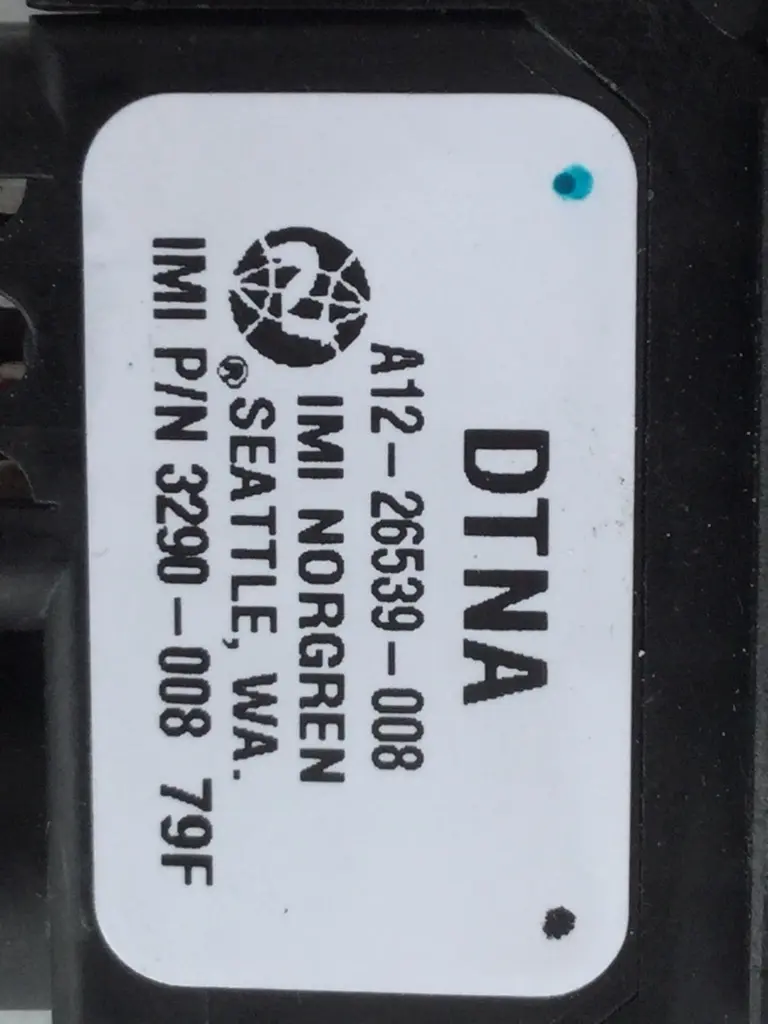 DTNA
A12-26539-008
IMI NORGREN
® SEATTLE, WA.
IMI P/N 3290-008 79F